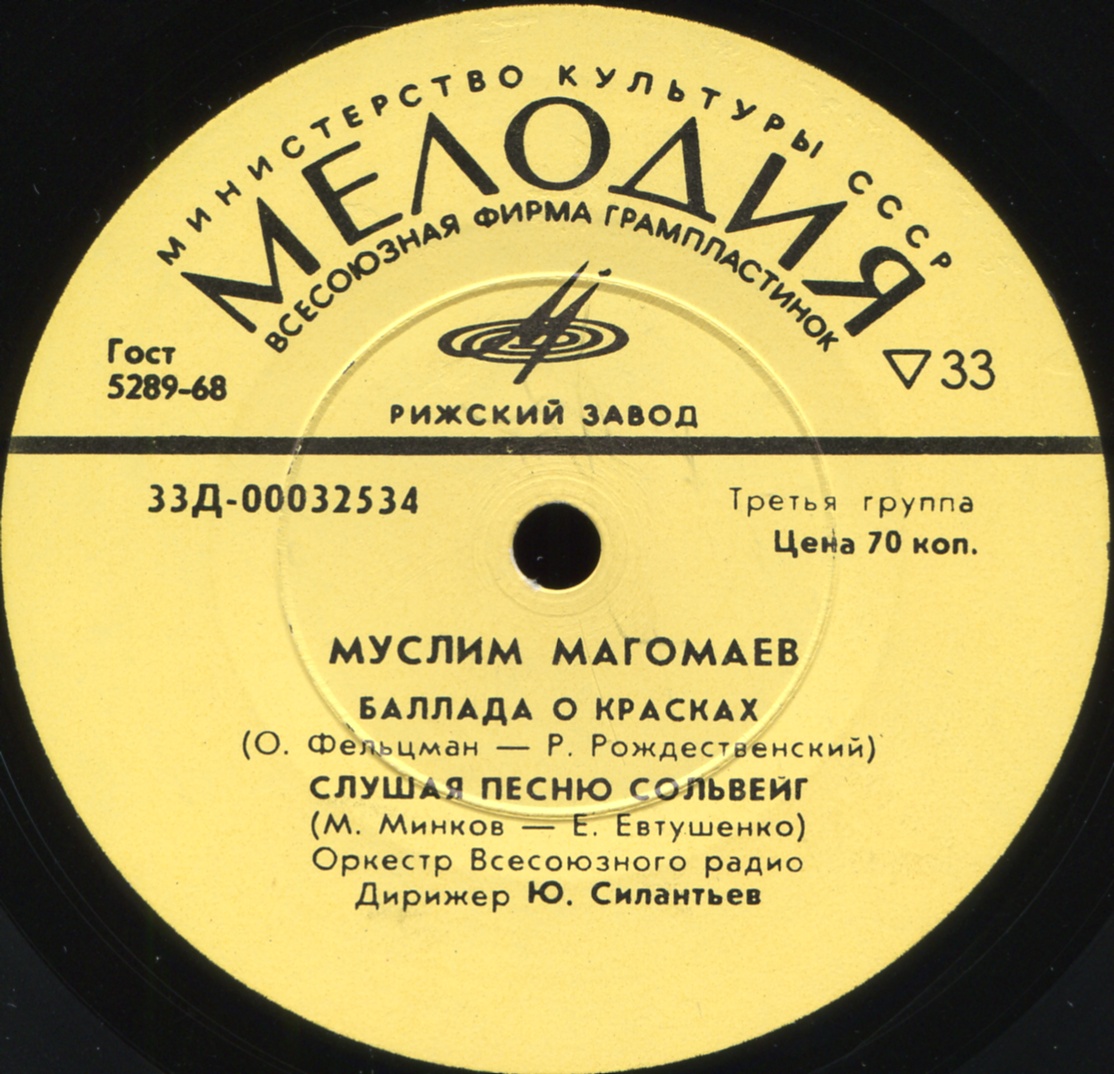 МИНИСТЕРСТВО КУЛЬТУРЫ СССР
МЕЛОДИЯ
ВСЕСОЮЗНАЯ ФИРМА ГРАМПЛАСТИНОК
Гост
5289-68
33
РИЖСКИЙ ЗАВОД
33Д-00032534
Третья группа
Цена 70 коп.
МУСЛИМ МАГОМАЕВ
БАЛЛАДА О КРАСКАХ
(О. Фельцман — Р. Рождественский)
СЛУШАЯ ПЕСНЮ СОЛЬВЕЙГ
(М. Минков — Е. Евтушенко)
Оркестр Всесоюзного радио
Дирижер Ю. Силантьев